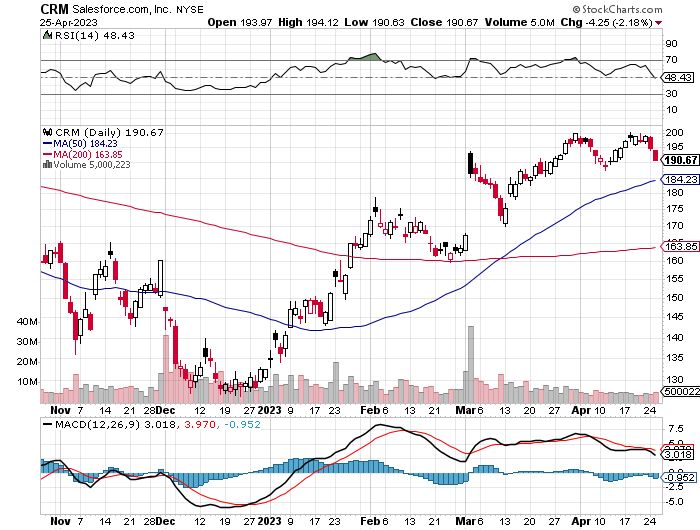 CRM Salesforce.com, Inc. NYSE
© StockCharts.com
25-Apr-2023
Open 193.97 High 194.12 Low 190.63 Close 190.67 Volume 5.0M Chg -4.25 (-2.18%)
RSI(14) 48.43
90
70
50
48.43
30
10
CRM (Daily) 190.67
MA(50) 184.23
MA(200) 163.85
Volume 5,000,223
200
195
190.67
184.23
180
175
170
165
163.85
160
155
150
145
140
135
130
40M
30M
20M
10M
5000223
Nov 7 14 21 28 Dec 12 19 27 2023 9 17 23 Feb 6 13 21 Mar 6 13 20 27 Apr 10 17 24
MACD(12,26,9) 3.018, 3.970, -0.952
7.5
5.0
3.970
3.018
0.0
-0.952
-2.5
-5.0
Nov 7 14 21 28 Dec 12 19 27 2023 9 17 23 Feb 6 13 21 Mar 6 13 20 27 Apr 10 17 24